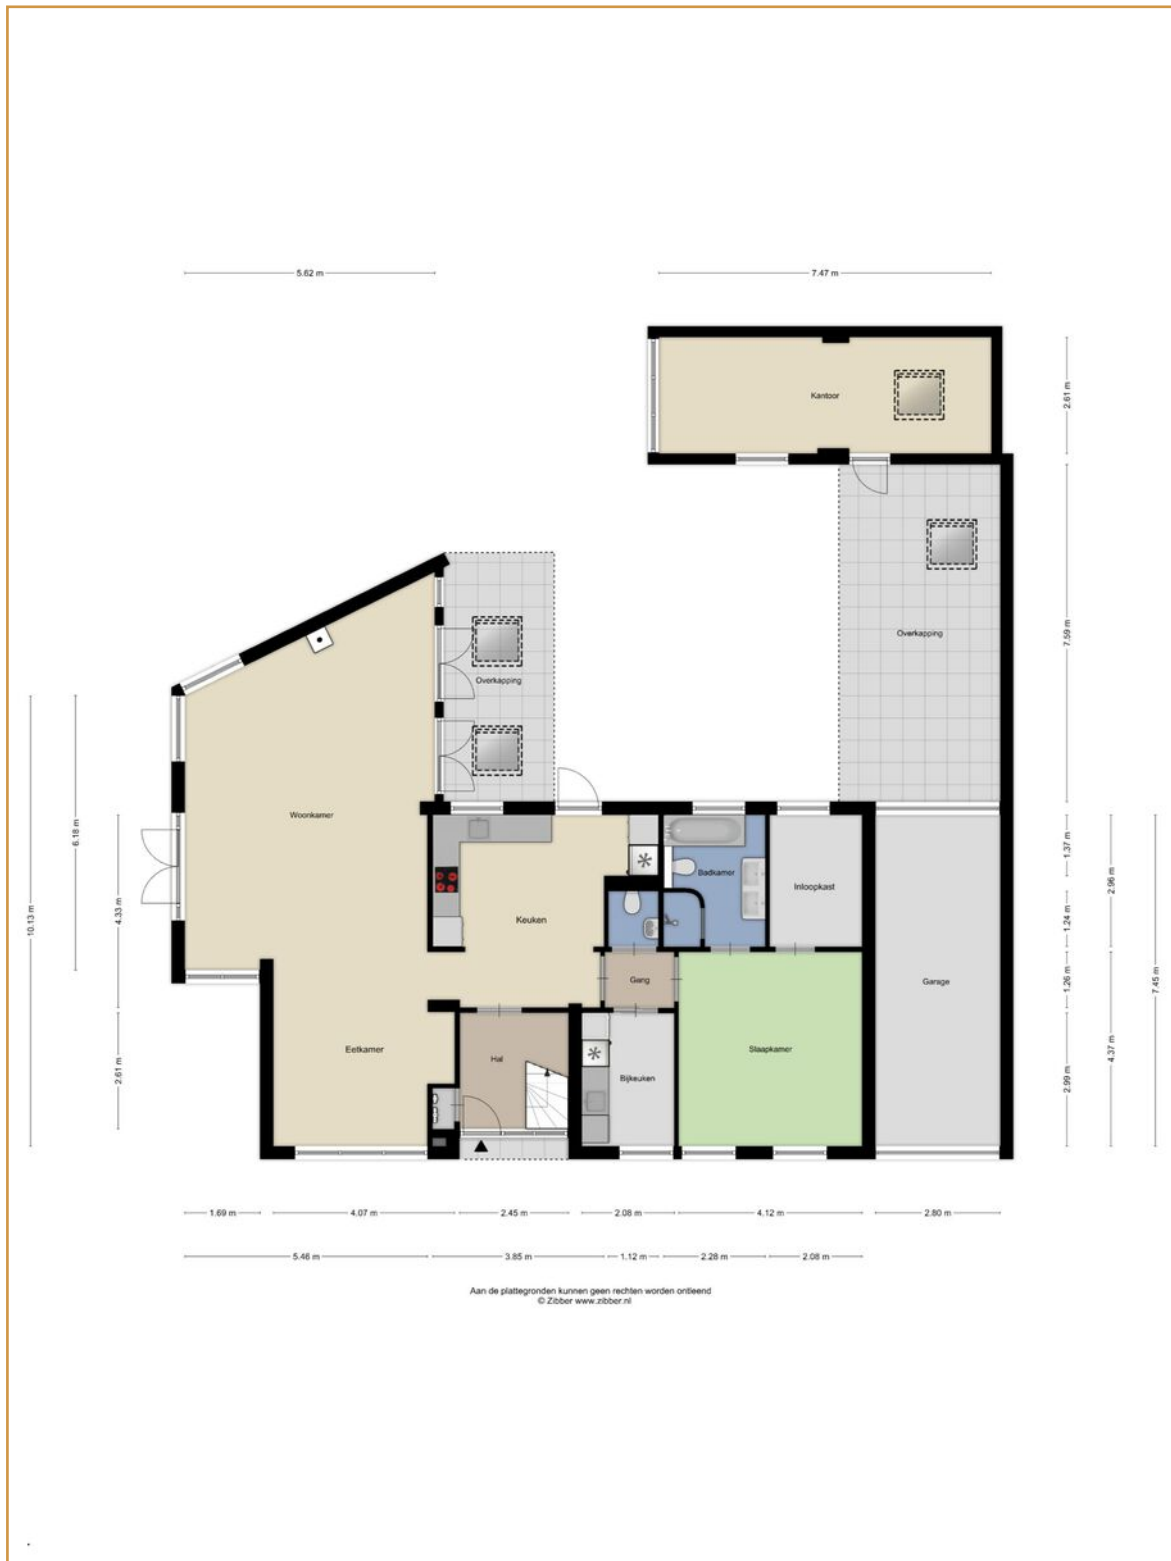 5.62 m
7.47 m
Kantoor
2.61 m
Overkapping
7.59 m
Overkapping
Woonkamer
6.18 m
10.13 m
4.33 m
2.61 m
Keuken
Badkamer
Inloopkast
Gang
Garage
Eetkamer
Hal
Bijkeuken
Slaapkamer
1.37 m
2.96 m
1.24 m
1.26 m
7.45 m
4.37 m
2.99 m
1.69 m
4.07 m
2.45 m
2.08 m
4.12 m
2.80 m
5.46 m
3.85 m
1.12 m
2.28 m
2.08 m
Aan de plattegronden kunnen geen rechten worden ontleend
© Zibber www.zibber.nl